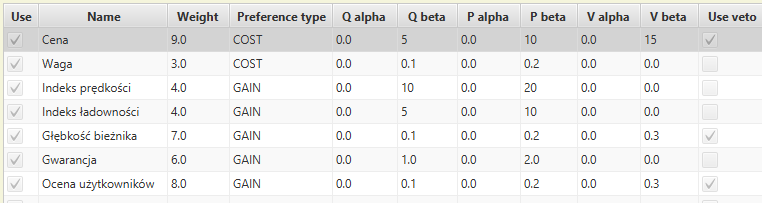 Use Name Weight Preference type Q alpha Q beta P alpha P beta V alpha V beta Use veto
Cena 9.0 COST 0.0 5 0.0 10 0.0 15
Waga 3.0 COST 0.0 0.1 0.0 0.2 0.0 0.0
Indeks prędkości 4.0 GAIN 0.0 10 0.0 20 0.0 0.0
Indeks ładowności 4.0 GAIN 0.0 5 0.0 10 0.0 0.0
Głębkość bieżnika 7.0 GAIN 0.0 0.1 0.0 0.2 0.0 0.3
Gwarancja 6.0 GAIN 0.0 1.0 0.0 2.0 0.0 0.0
Ocena użytkowników 8.0 GAIN 0.0 0.1 0.0 0.2 0.0 0.3